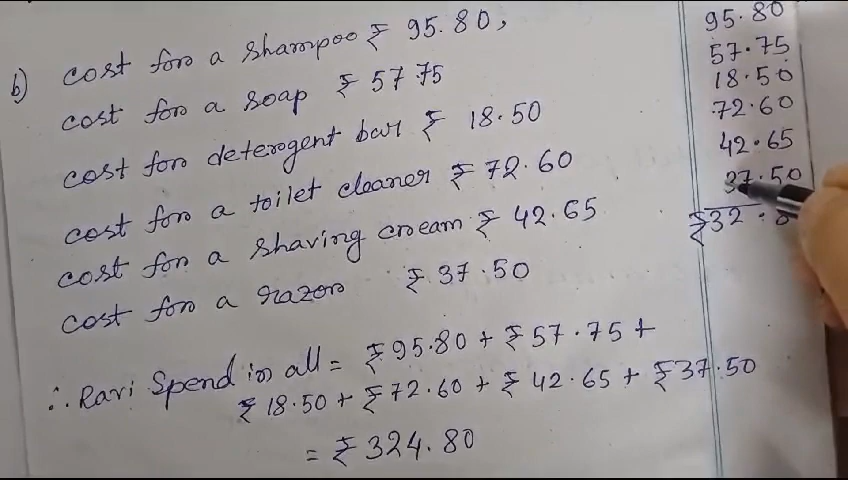 b) cost for a shampoo ₹ 95.80,
cost for a soap ₹ 57.75
cost for deterogent bar ₹ 18.50
cost for a toilet cleaner ₹ 72.60
cost for a shaving cream ₹ 42.65
cost for a razor ₹ 37.50
∴ Ravi Spend in all = ₹ 95.80 + ₹ 57.75 +
₹ 18.50 + ₹ 72.60 + ₹ 42.65 + ₹ 37.50
= ₹ 324.80
95.80
57.75
18.50
72.60
42.65
37.50